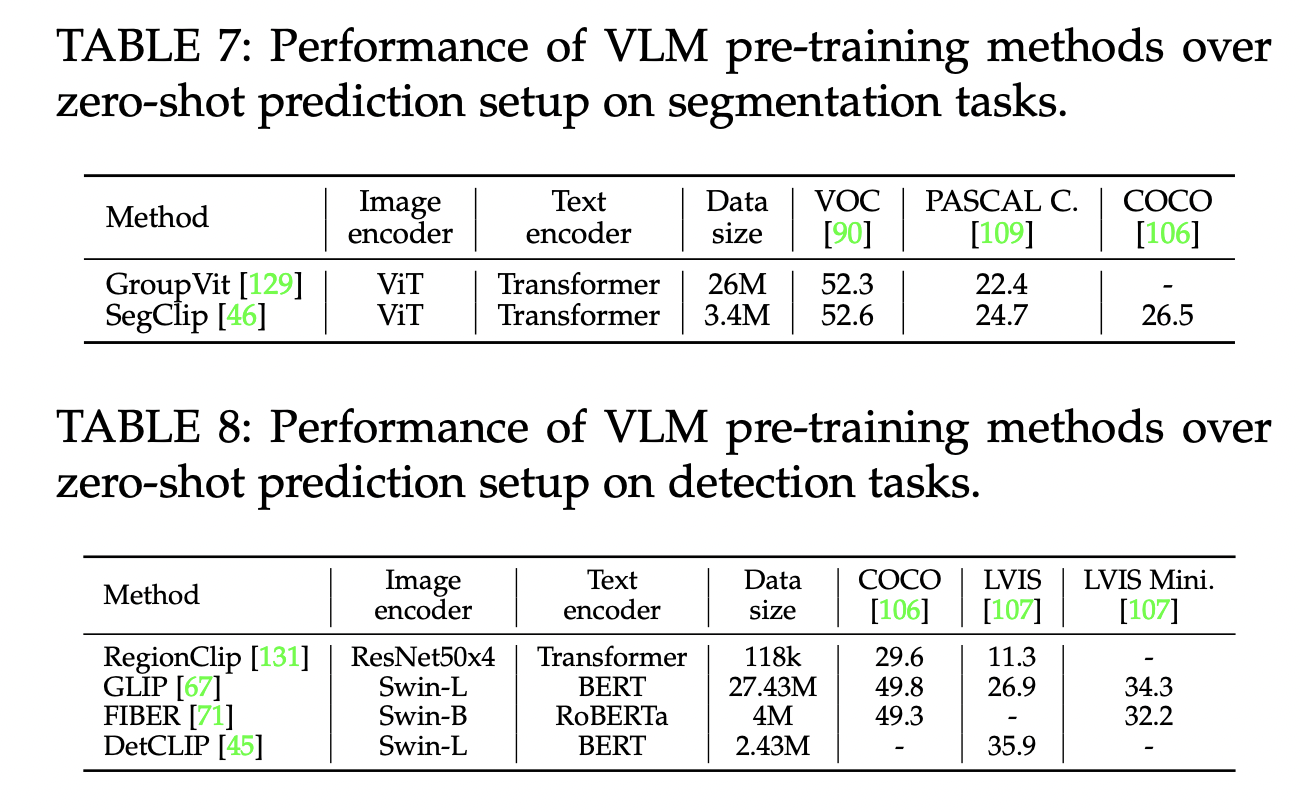 TABLE 7: Performance of VLM pre-training methods over
zero-shot prediction setup on segmentation tasks.
Method | Image encoder | Text encoder | Data size | VOC [90] | PASCAL C. [109] | COCO [106]
GroupVit [129] | ViT | Transformer | 26M | 52.3 | 22.4 | -
SegClip [46] | ViT | Transformer | 3.4M | 52.6 | 24.7 | 26.5
TABLE 8: Performance of VLM pre-training methods over
zero-shot prediction setup on detection tasks.
Method | Image encoder | Text encoder | Data size | COCO [106] | LVIS [107] | LVIS Mini. [107]
RegionClip [131] | ResNet50x4 | Transformer | 118k | 29.6 | 11.3 | -
GLIP [67] | Swin-L | BERT | 27.43M | 49.8 | 26.9 | 34.3
FIBER [71] | Swin-B | RoBERTa | 4M | 49.3 | - | 32.2
DetCLIP [45] | Swin-L | BERT | 2.43M | - | 35.9 | -